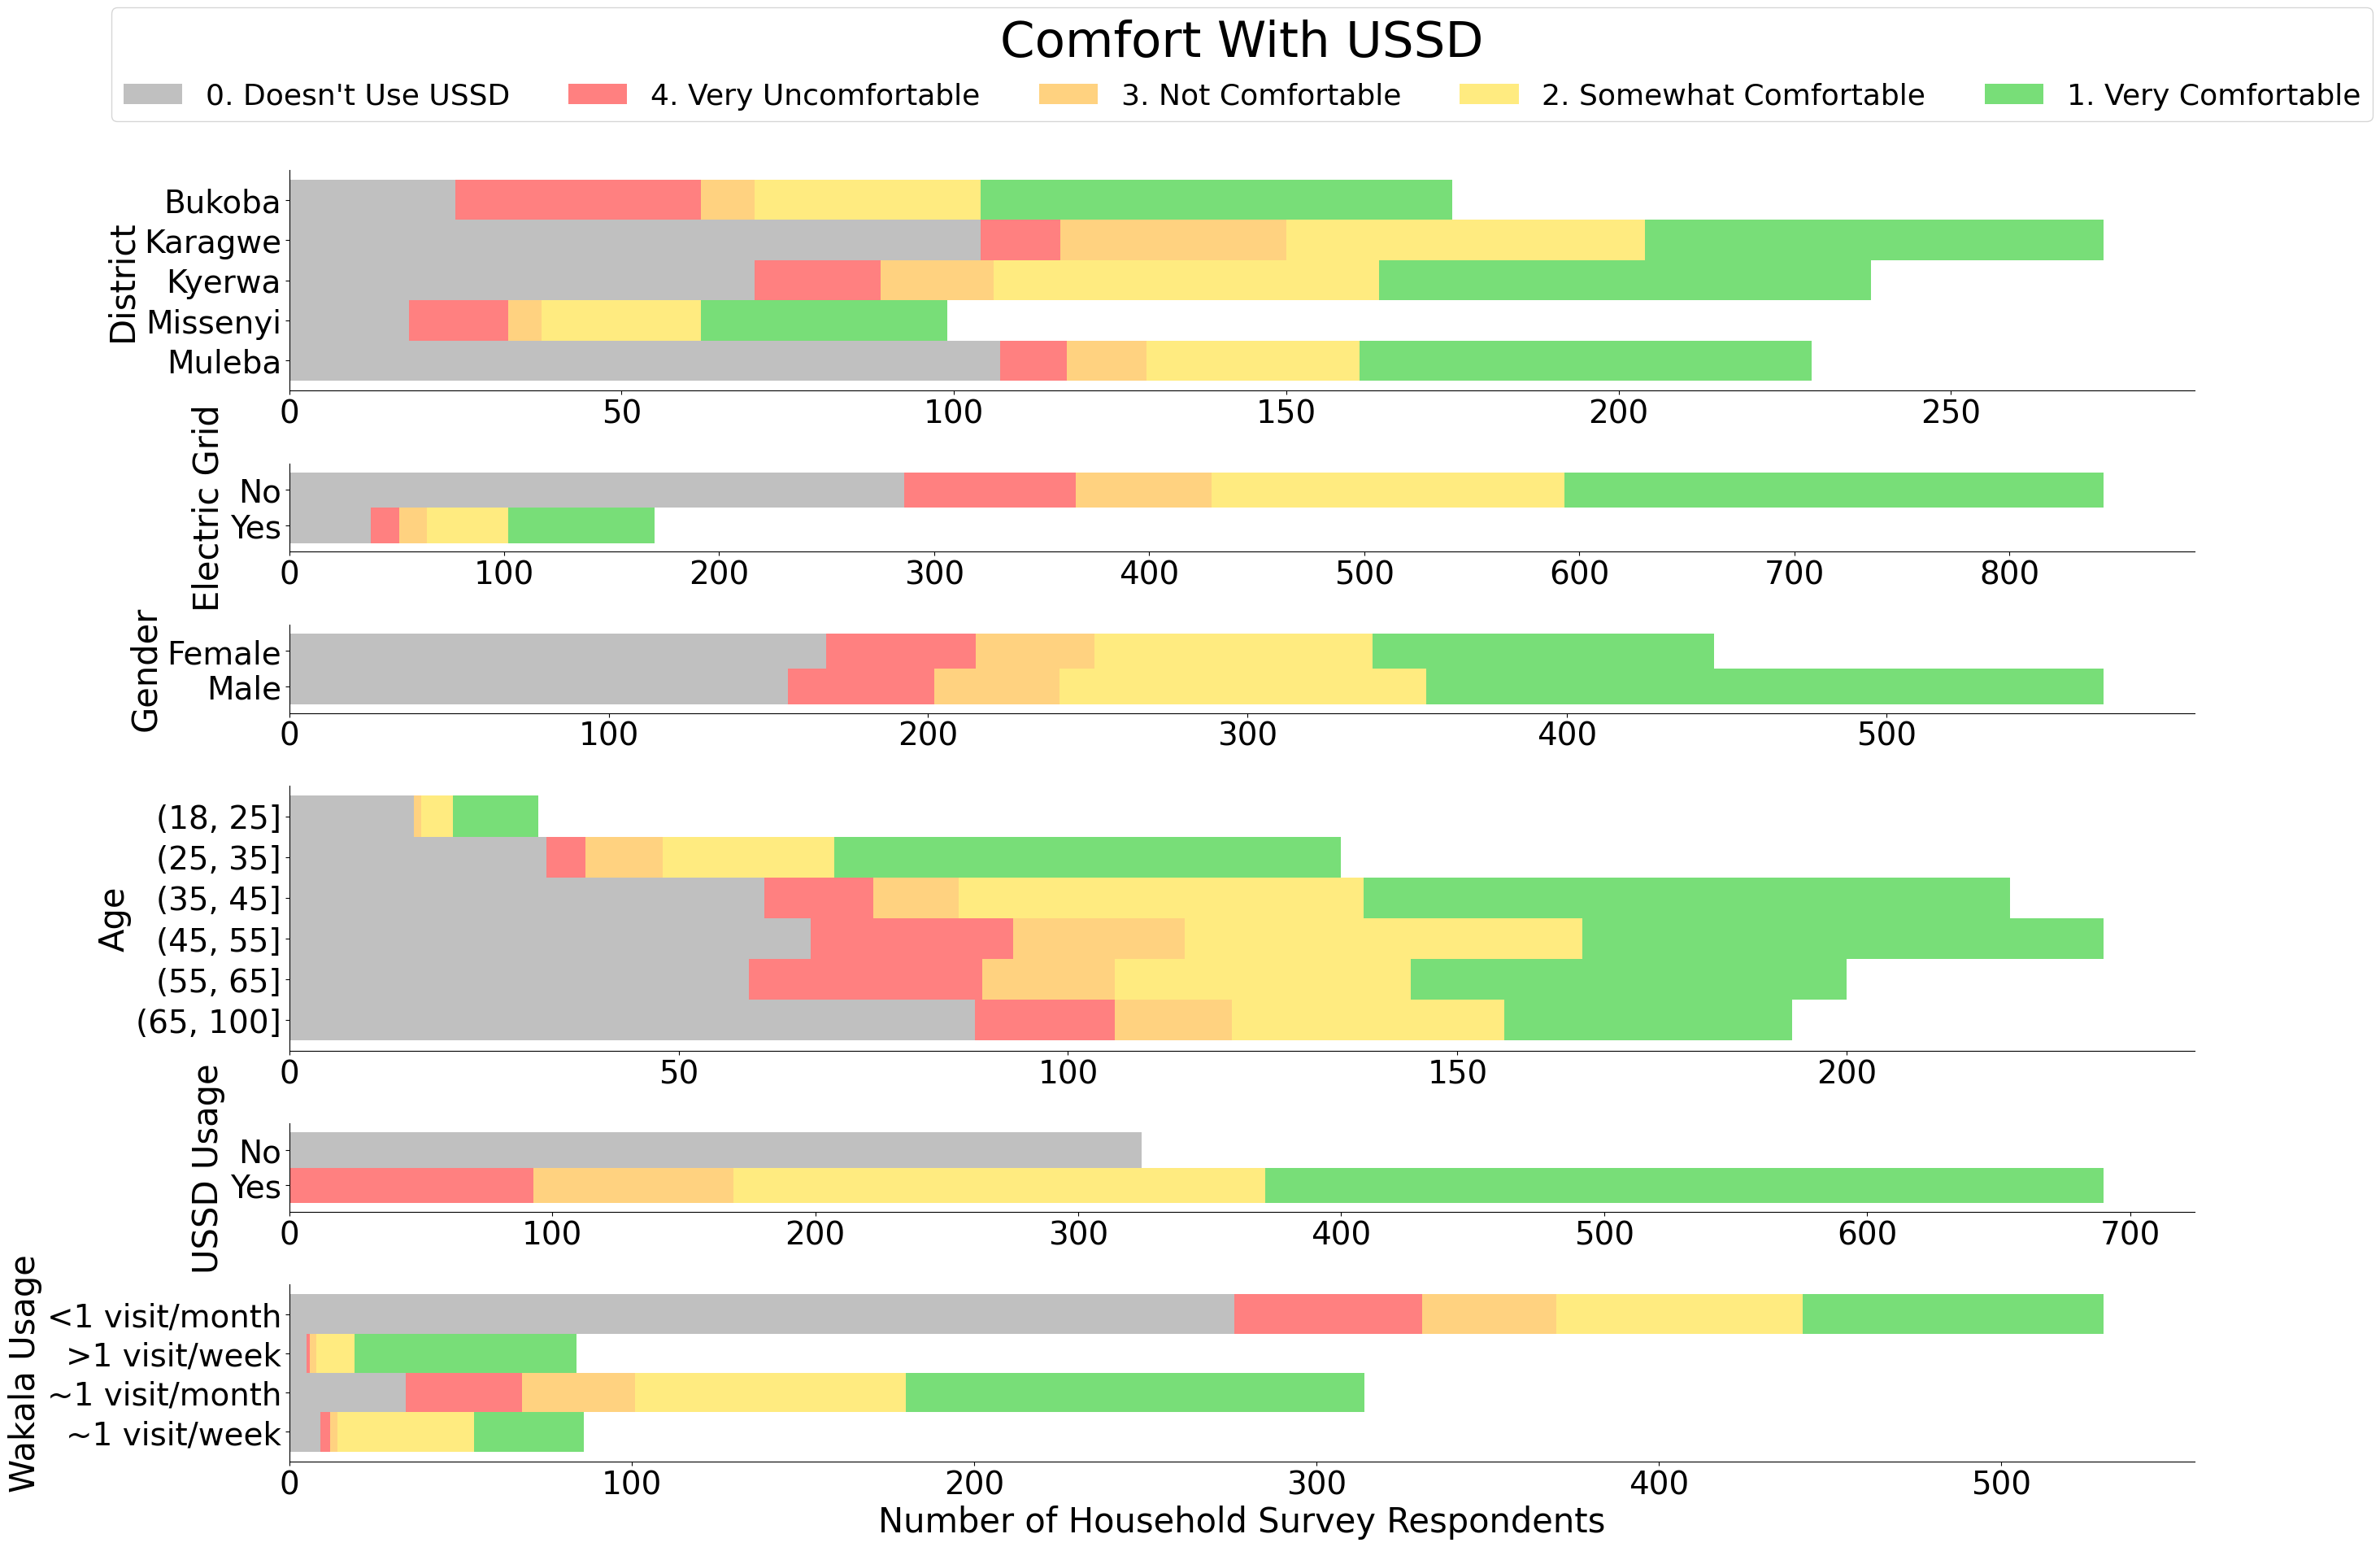 Comfort With USSD
0. Doesn't Use USSD 4. Very Uncomfortable 3. Not Comfortable 2. Somewhat Comfortable 1. Very Comfortable
District
Bukoba
Karagwe
Kyerwa
Missenyi
Muleba
0 50 100 150 200 250
Electric Grid
No
Yes
0 100 200 300 400 500 600 700 800
Gender
Female
Male
0 100 200 300 400 500
Age
(18, 25]
(25, 35]
(35, 45]
(45, 55]
(55, 65]
(65, 100]
0 50 100 150 200
USSD Usage
No
Yes
0 100 200 300 400 500 600 700
Wakala Usage
<1 visit/month
>1 visit/week
~1 visit/month
~1 visit/week
0 100 200 300 400 500
Number of Household Survey Respondents